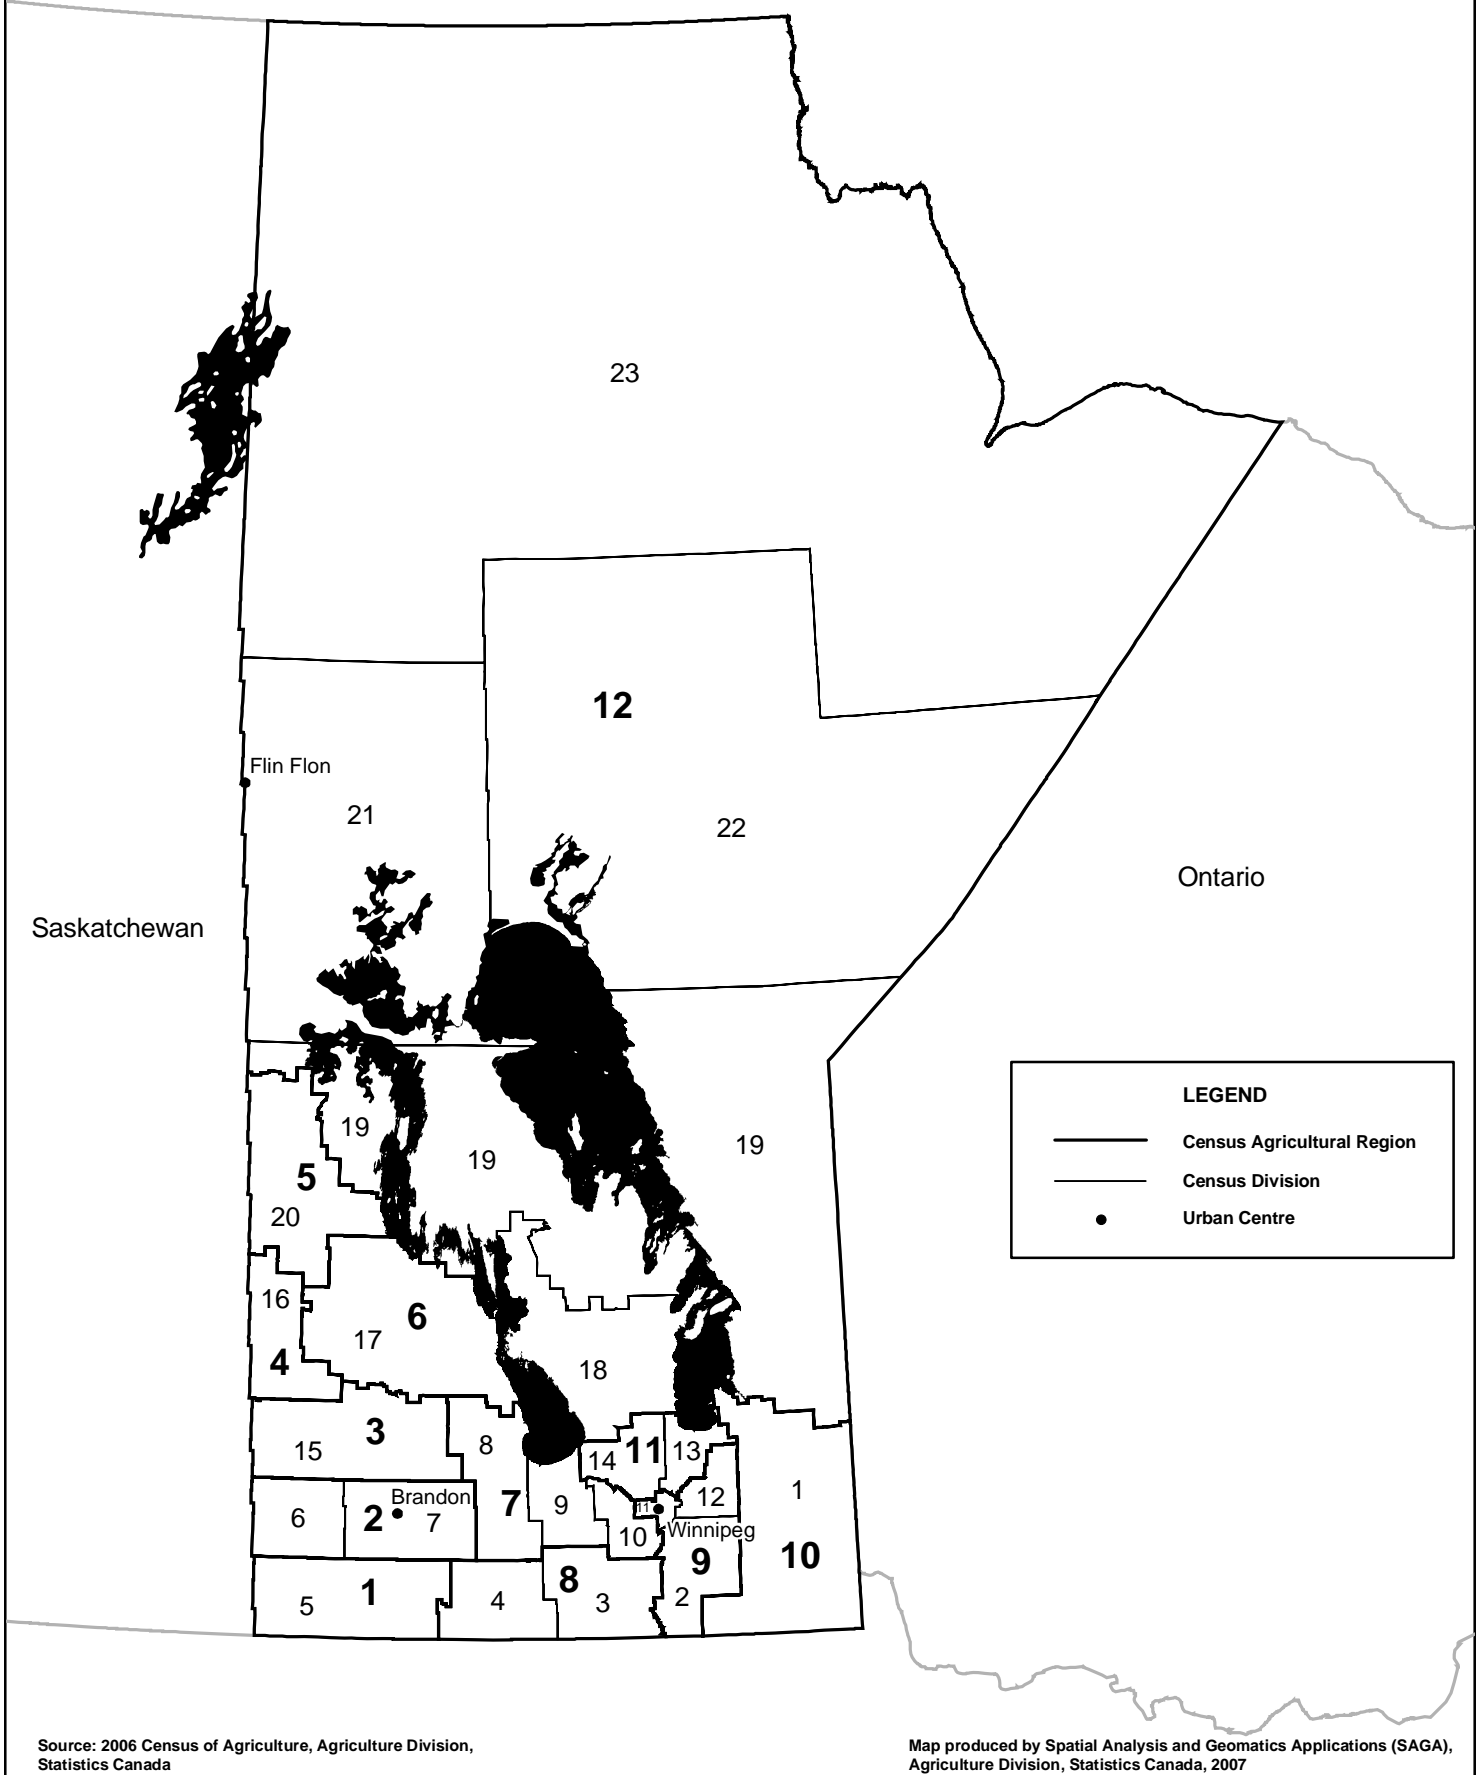 23
12
Flin Flon
21
22
Ontario
Saskatchewan
LEGEND
Census Agricultural Region
Census Division
Urban Centre
19
19
19
5
20
16
6
17
4
18
3
15
8
11
14
13
6
2
Brandon
7
7
9
11
12
1
10
Winnipeg
9
10
5
1
4
8
3
2
Source: 2006 Census of Agriculture, Agriculture Division,
Statistics Canada
Map produced by Spatial Analysis and Geomatics Applications (SAGA),
Agriculture Division, Statistics Canada, 2007